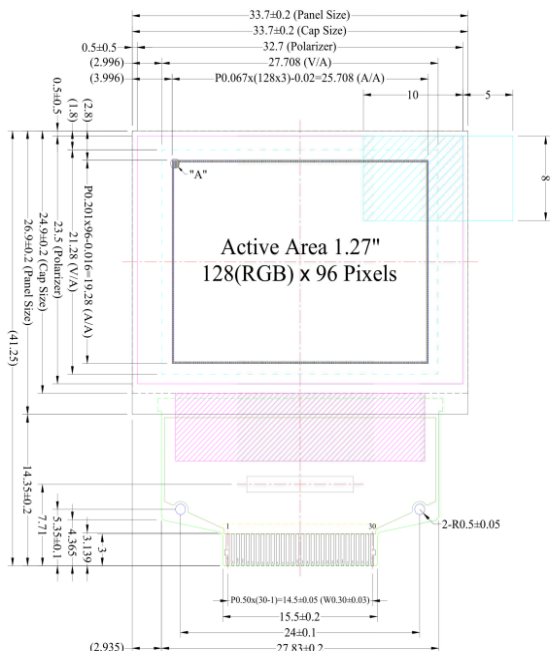 33.7±0.2 (Panel Size)
33.7±0.2 (Cap Size)
0.5±0.5
32.7 (Polarizer)
(2.996)
27.708 (V/A)
(3.996)
P0.067x(128x3)-0.02=25.708 (A/A)
10
5
8
0.5±0.5
(1.8)
(2.8)
"A"
P0.201x96-0.016=19.28 (A/A)
21.28 (V/A)
23.5 (Polarizer)
24.9±0.2 (Cap Size)
26.9±0.2 (Panel Size)
(41.25)
Active Area 1.27"
128(RGB) x 96 Pixels
14.35±0.2
7.71
5.35±0.1
4.365
3.139
3
1
30
2-R0.5±0.05
P0.50x(30-1)=14.5±0.05 (W0.30±0.03)
15.5±0.2
24±0.1
(2.935)
27.83±0.2